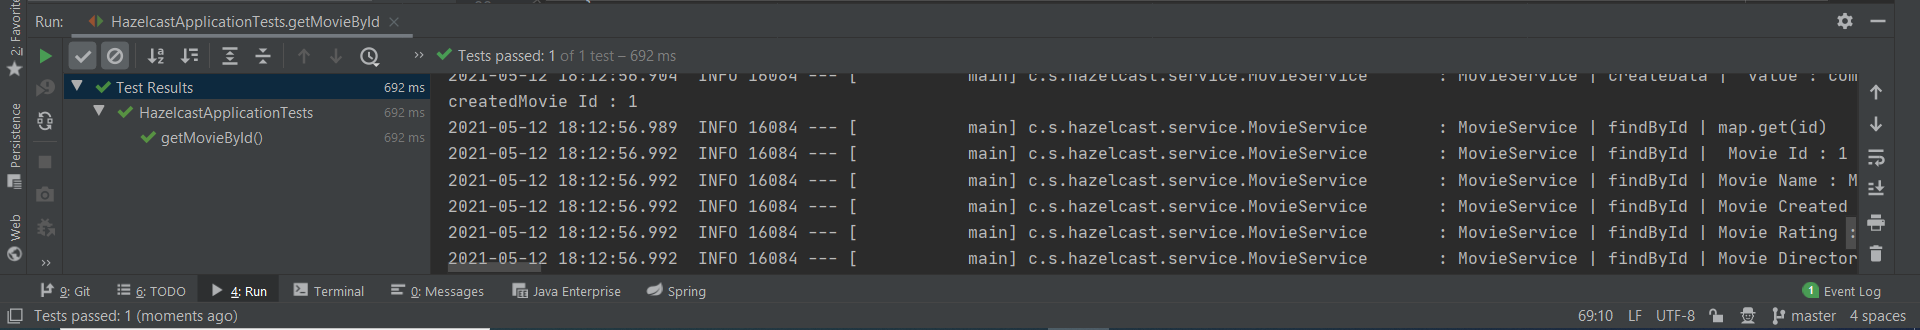 Run: HazelcastApplicationTests.getMovieById
Tests passed: 1 of 1 test – 692 ms
2: Favorite
Persistence
Web
Test Results 692 ms
HazelcastApplicationTests 692 ms
getMovieById() 692 ms
2021-05-12 18:12:56.904  INFO 16084 --- [           main] c.s.hazelcast.service.MovieService       : MovieService | createData |  Value : com
createdMovie Id : 1
2021-05-12 18:12:56.989  INFO 16084 --- [           main] c.s.hazelcast.service.MovieService       : MovieService | findById | map.get(id)
2021-05-12 18:12:56.992  INFO 16084 --- [           main] c.s.hazelcast.service.MovieService       : MovieService | findById |  Movie Id : 1
2021-05-12 18:12:56.992  INFO 16084 --- [           main] c.s.hazelcast.service.MovieService       : MovieService | findById | Movie Name : M
2021-05-12 18:12:56.992  INFO 16084 --- [           main] c.s.hazelcast.service.MovieService       : MovieService | findById | Movie Created
2021-05-12 18:12:56.992  INFO 16084 --- [           main] c.s.hazelcast.service.MovieService       : MovieService | findById | Movie Rating :
2021-05-12 18:12:56.992  INFO 16084 --- [           main] c.s.hazelcast.service.MovieService       : MovieService | findById | Movie Director
9: Git 6: TODO 4: Run Terminal 0: Messages Java Enterprise Spring 1 Event Log
Tests passed: 1 (moments ago) 69:10 LF UTF-8 master 4 spaces